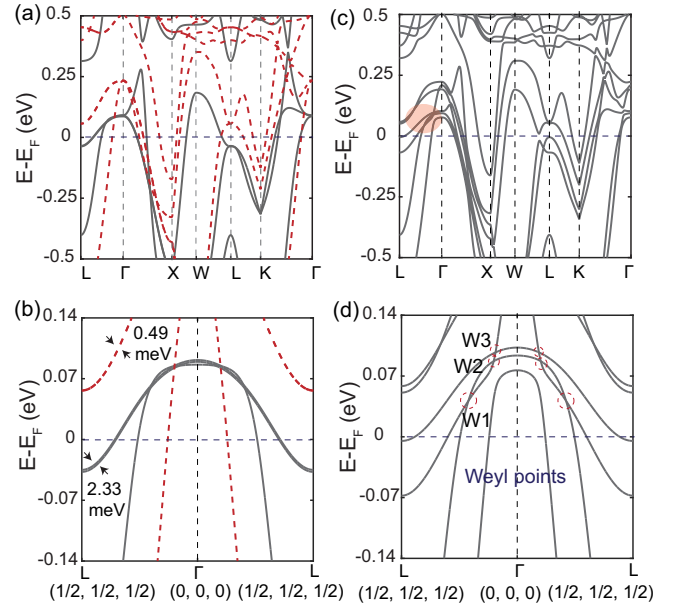 (a)
0.5
0.25
0
-0.25
-0.5
E-E_F (eV)
L Γ X W L K Γ
(c)
0.5
0.25
0
-0.25
-0.5
E-E_F (eV)
L Γ X W L K Γ
(b)
0.14
0.07
0
-0.07
-0.14
E-E_F (eV)
0.49
meV
2.33
meV
L Γ L
(1/2, 1/2, 1/2) (0, 0, 0) (1/2, 1/2, 1/2)
(d)
0.14
0.07
0
-0.07
-0.14
E-E_F (eV)
W3
W2
W1
Weyl points
L Γ L
(1/2, 1/2, 1/2) (0, 0, 0) (1/2, 1/2, 1/2)